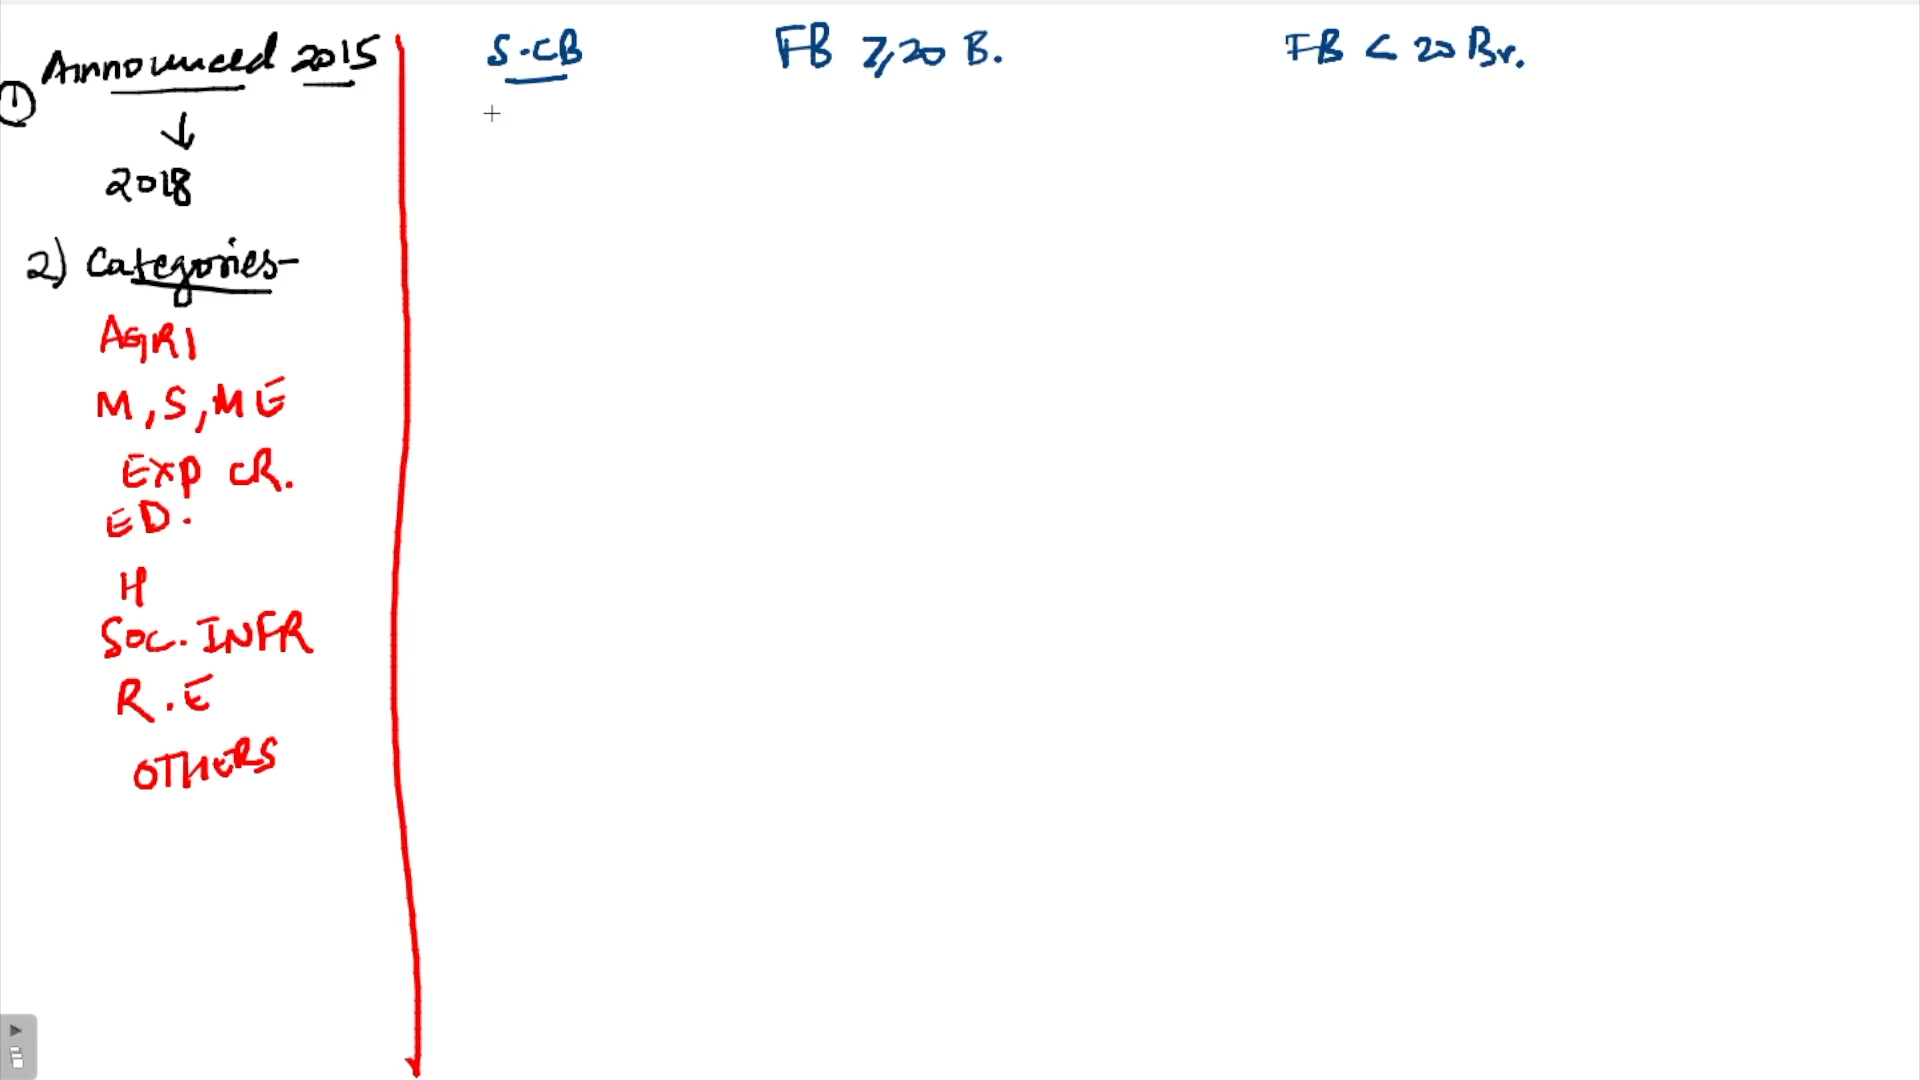 Announced 2015
①
↓
2018
2) Categories-
AGRI
M, S, ME
EXP CR.
ED.
H
SOC. INFR
R.E
OTHERS
S-CB
FB ≥ 20 B.
FB < 20 Br.